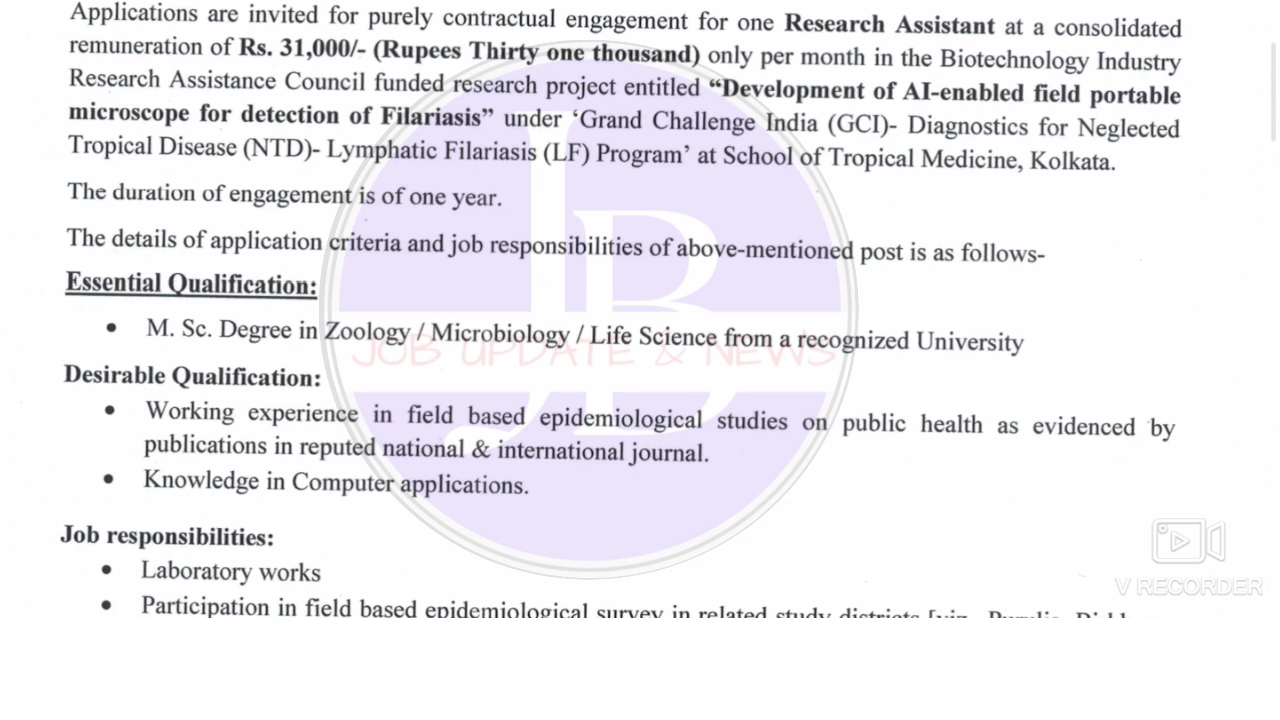 Applications are invited for purely contractual engagement for one Research Assistant at a consolidated
remuneration of Rs. 31,000/- (Rupees Thirty one thousand) only per month in the Biotechnology Industry
Research Assistance Council funded research project entitled “Development of AI-enabled field portable
microscope for detection of Filariasis” under ‘Grand Challenge India (GCI)- Diagnostics for Neglected
Tropical Disease (NTD)- Lymphatic Filariasis (LF) Program’ at School of Tropical Medicine, Kolkata.
The duration of engagement is of one year.
The details of application criteria and job responsibilities of above-mentioned post is as follows-
Essential Qualification:
• M. Sc. Degree in Zoology / Microbiology / Life Science from a recognized University
JOB UPDATE & NEWS
Desirable Qualification:
• Working experience in field based epidemiological studies on public health as evidenced by
publications in reputed national & international journal.
• Knowledge in Computer applications.
Job responsibilities:
• Laboratory works
V RECORDER
• Participation in field based epidemiological survey in related study districts
JB